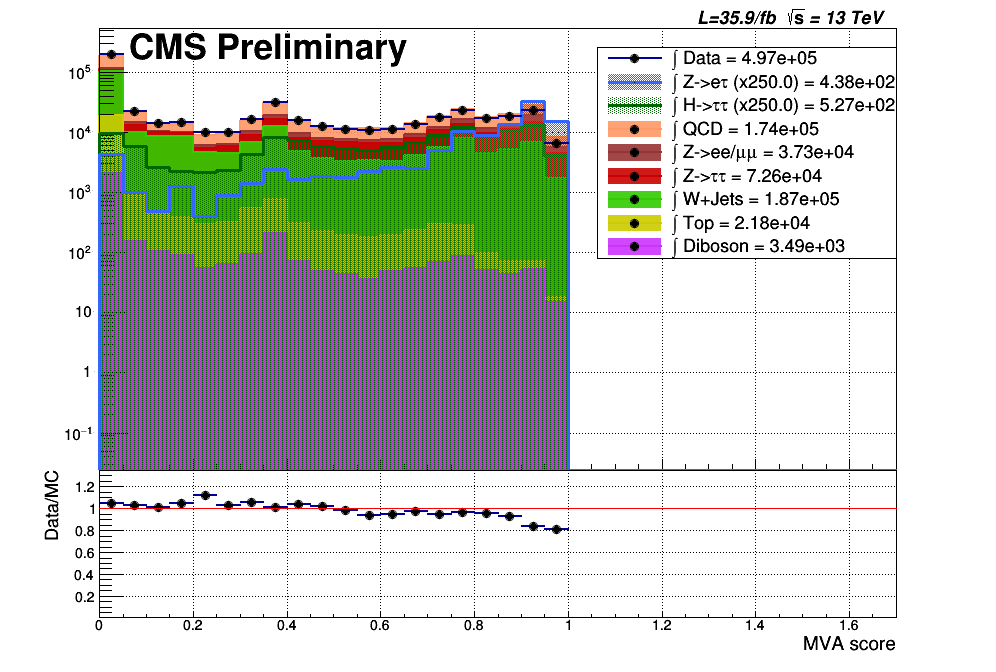 L=35.9/fb √s = 13 TeV
CMS Preliminary
∫ Data = 4.97e+05
∫ Z->eτ (x250.0) = 4.38e+02
∫ H->ττ (x250.0) = 5.27e+02
∫ QCD = 1.74e+05
∫ Z->ee/μμ = 3.73e+04
∫ Z->ττ = 7.26e+04
∫ W+Jets = 1.87e+05
∫ Top = 2.18e+04
∫ Diboson = 3.49e+03
10⁵
10⁴
10³
10²
10
1
10⁻¹
Data/MC
1.2
1
0.8
0.6
0.4
0.2
0 0.2 0.4 0.6 0.8 1 1.2 1.4 1.6
MVA score